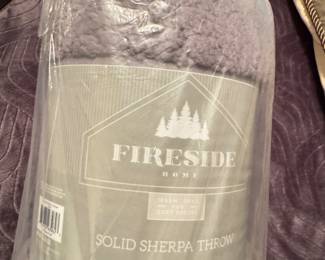 FIRESIDE
HOME
SOLID SHERPA THROW